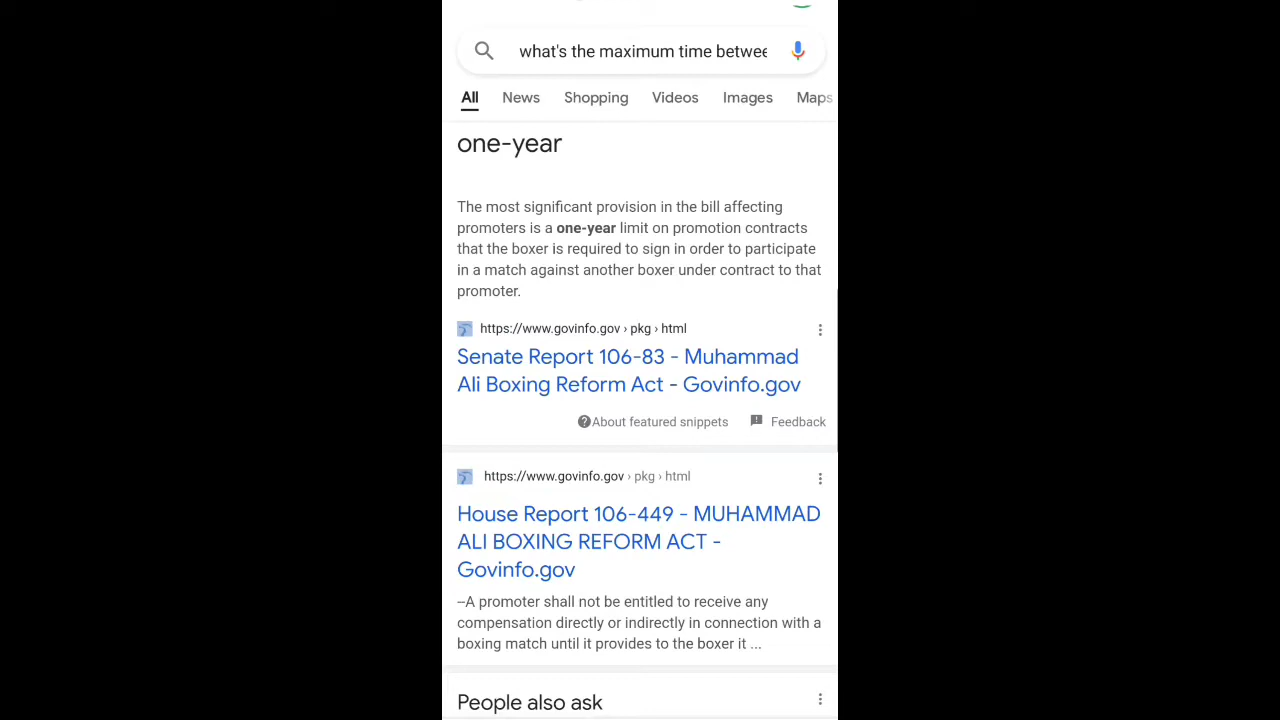 what's the maximum time betwee
All News Shopping Videos Images Maps
one-year
The most significant provision in the bill affecting
promoters is a one-year limit on promotion contracts
that the boxer is required to sign in order to participate
in a match against another boxer under contract to that
promoter.
https://www.govinfo.gov › pkg › html
Senate Report 106-83 - Muhammad
Ali Boxing Reform Act - Govinfo.gov
About featured snippets Feedback
https://www.govinfo.gov › pkg › html
House Report 106-449 - MUHAMMAD
ALI BOXING REFORM ACT -
Govinfo.gov
–A promoter shall not be entitled to receive any
compensation directly or indirectly in connection with a
boxing match until it provides to the boxer it ...
People also ask